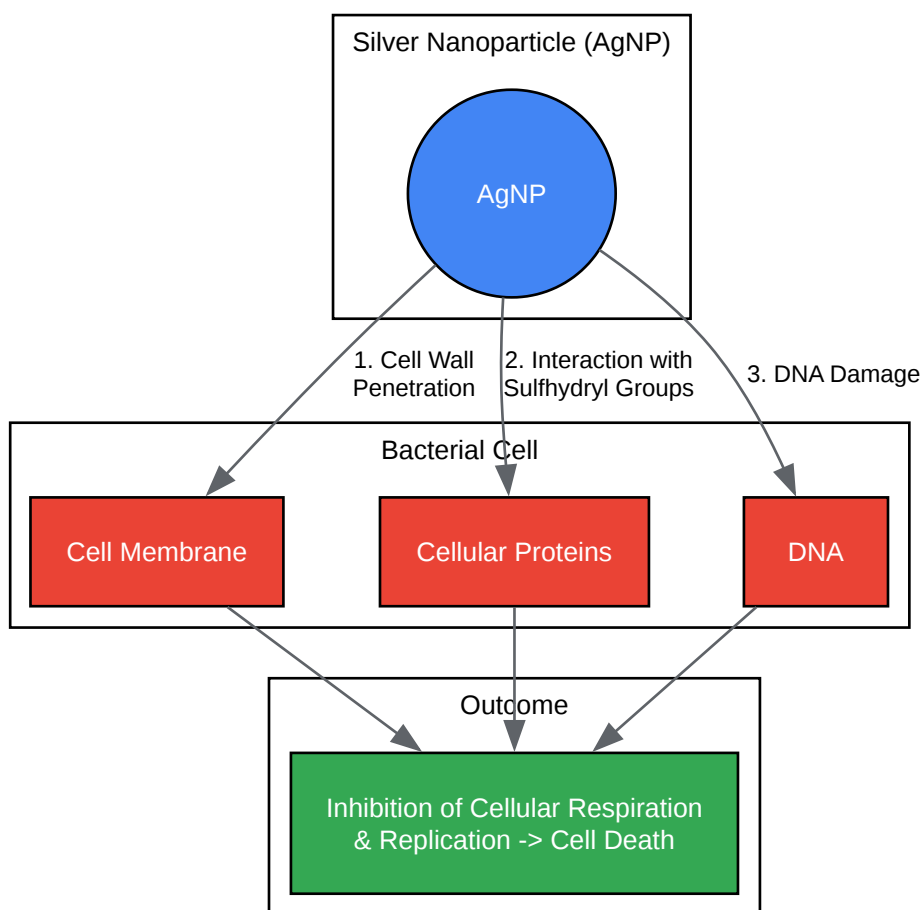 Silver Nanoparticle (AgNP)
AgNP
1. Cell Wall
Penetration
2. Interaction with
Sulfhydryl Groups
3. DNA Damage
Bacterial Cell
Cell Membrane
Cellular Proteins
DNA
Outcome
Inhibition of Cellular Respiration
& Replication -> Cell Death